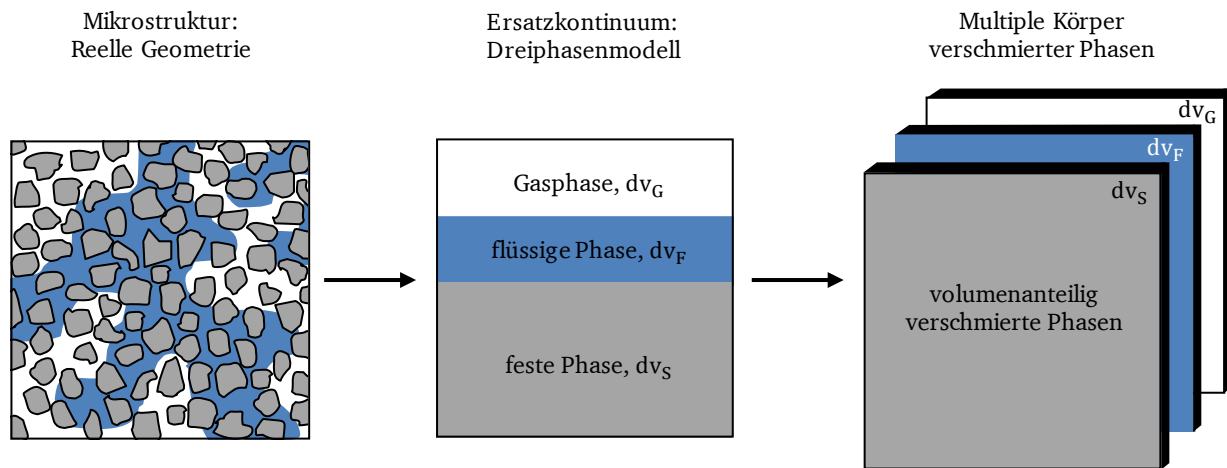 Mikrostruktur:
Reelle Geometrie
Ersatzkontinuum:
Dreiphasenmodell
Gasphase, dv_G
flüssige Phase, dv_F
feste Phase, dv_S
Multiple Körper
verschmierter Phasen
dv_G
dv_F
dv_S
volumenanteilig
verschmierte Phasen